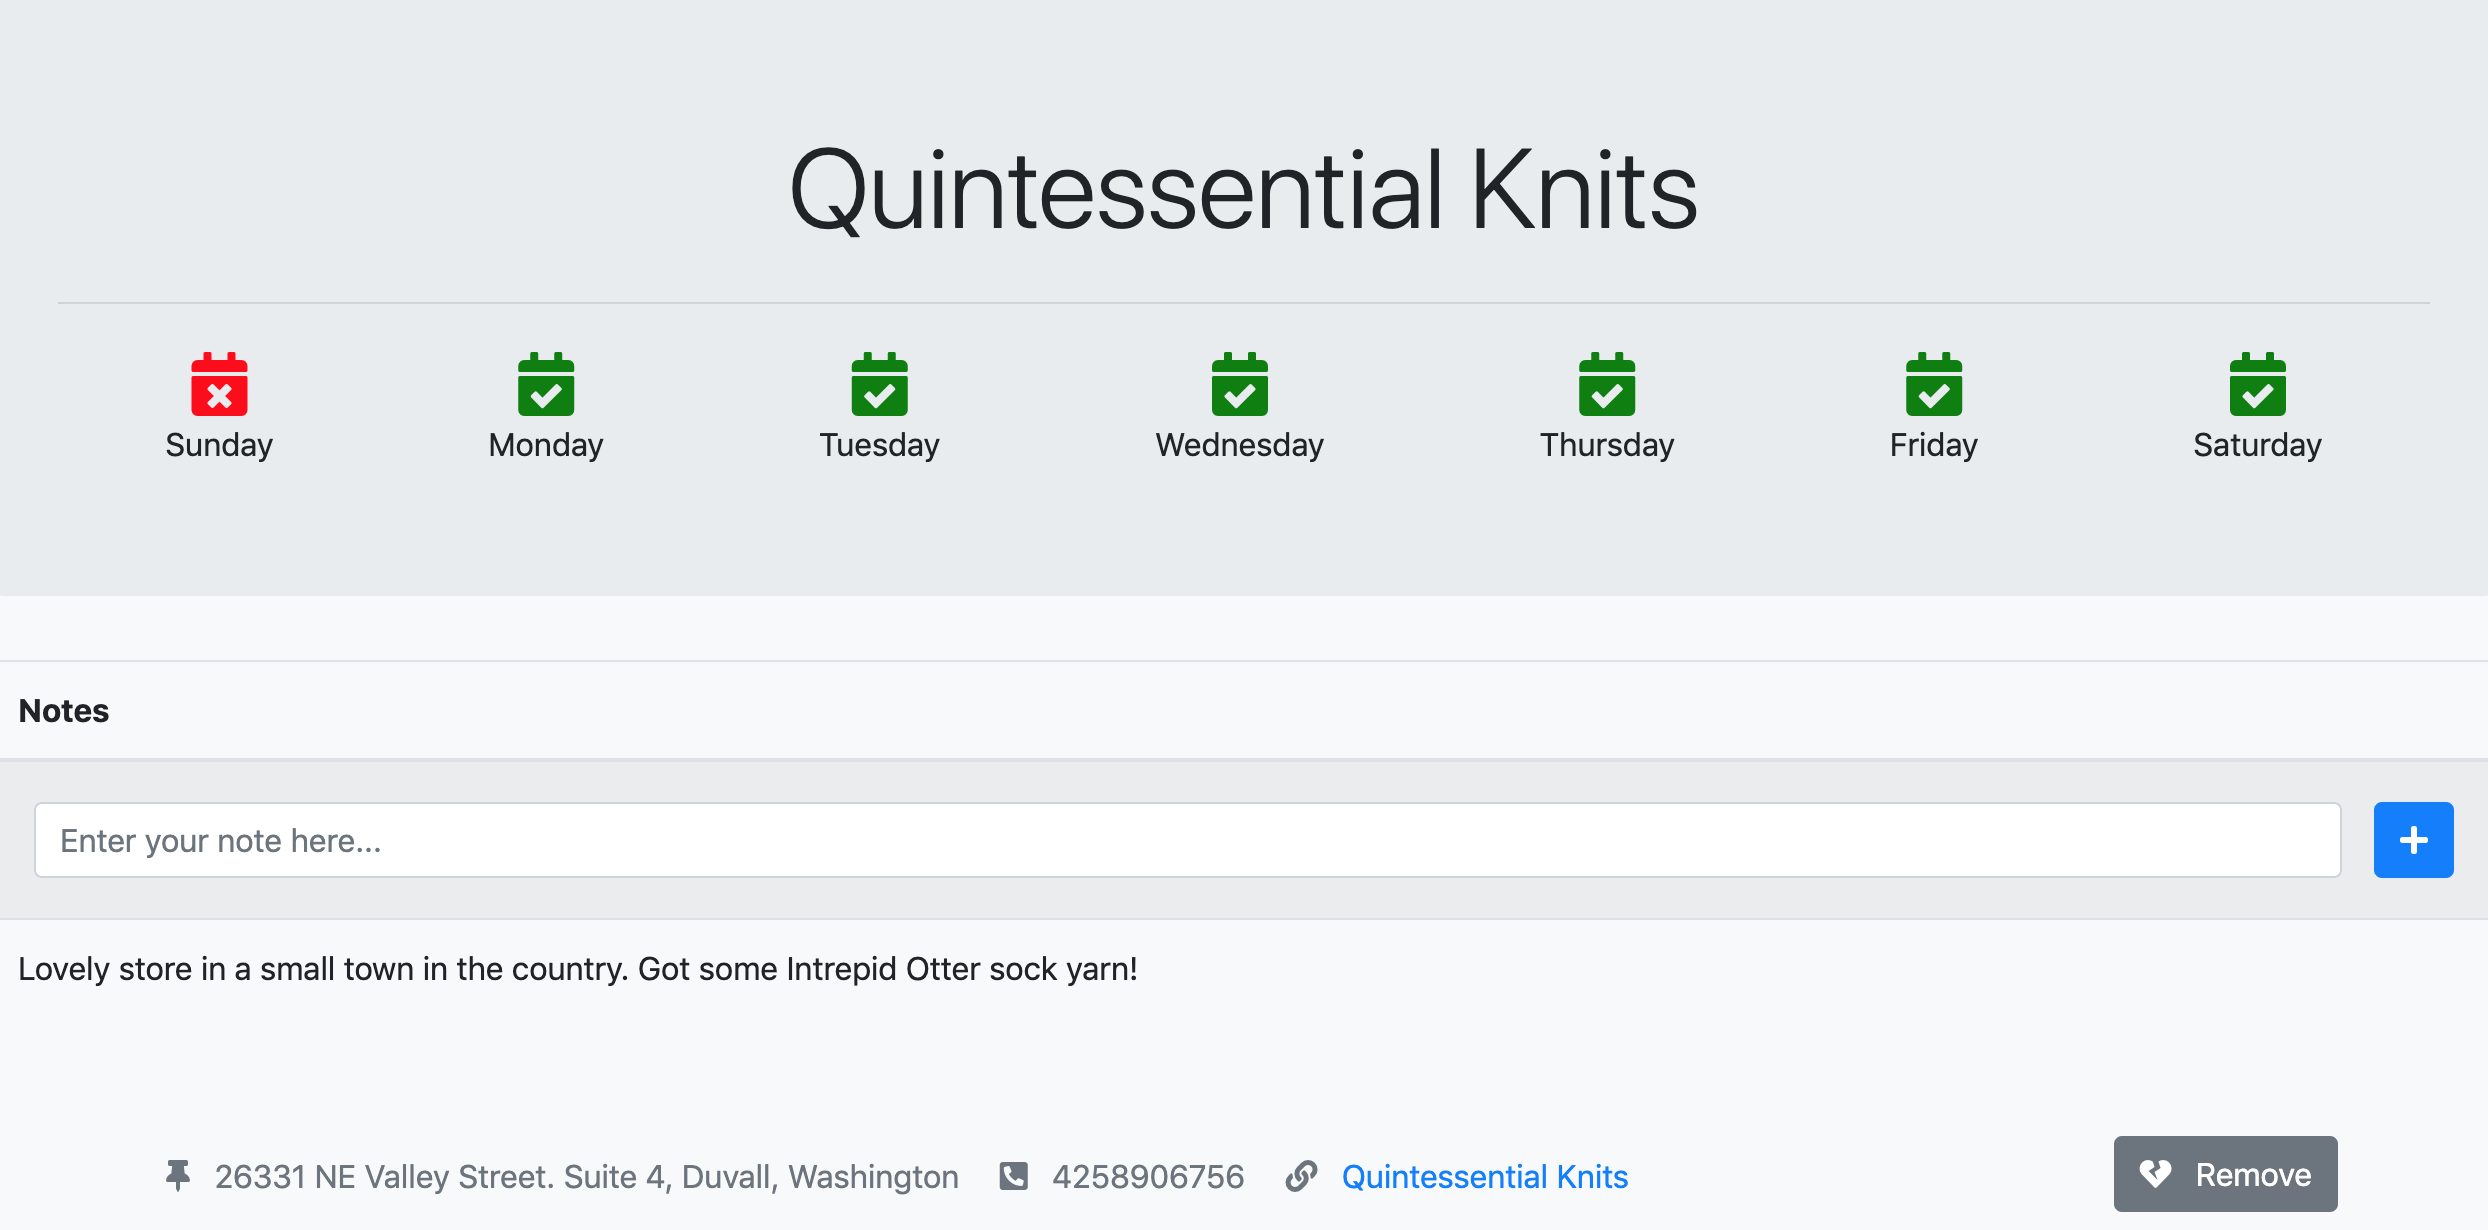 Quintessential Knits
Sunday Monday Tuesday Wednesday Thursday Friday Saturday
Notes
Enter your note here...
Lovely store in a small town in the country. Got some Intrepid Otter sock yarn!
26331 NE Valley Street. Suite 4, Duvall, Washington 4258906756 Quintessential Knits Remove